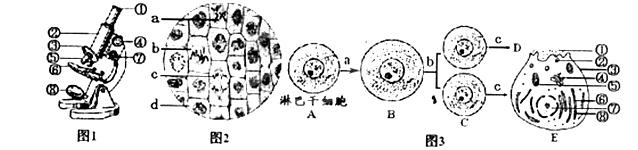 ① ② ③ ④ ⑤ ⑥ ⑦ ⑧
图1
a b c d
图2
a b c c D
淋巴干细胞
A B C E
图3
① ② ③ ④ ⑤ ⑥ ⑦ ⑧